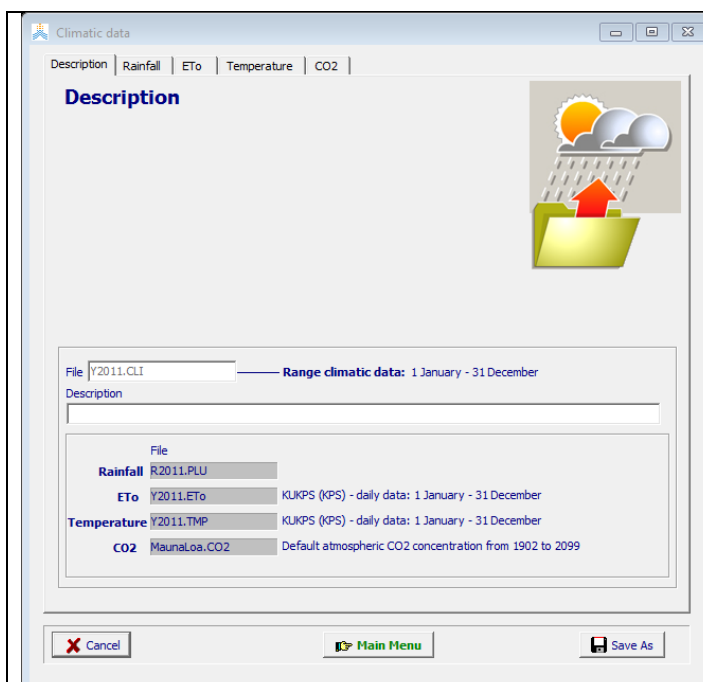 Climatic data
Description Rainfall ETo Temperature CO2
Description
File Y2011.CLI Range climatic data: 1 January - 31 December
Description
File
Rainfall R2011.PLU
ETo Y2011.ETo KUKPS (KPS) - daily data: 1 January - 31 December
Temperature Y2011.TMP KUKPS (KPS) - daily data: 1 January - 31 December
CO2 MaunaLoa.CO2 Default atmospheric CO2 concentration from 1902 to 2099
Cancel Main Menu Save As